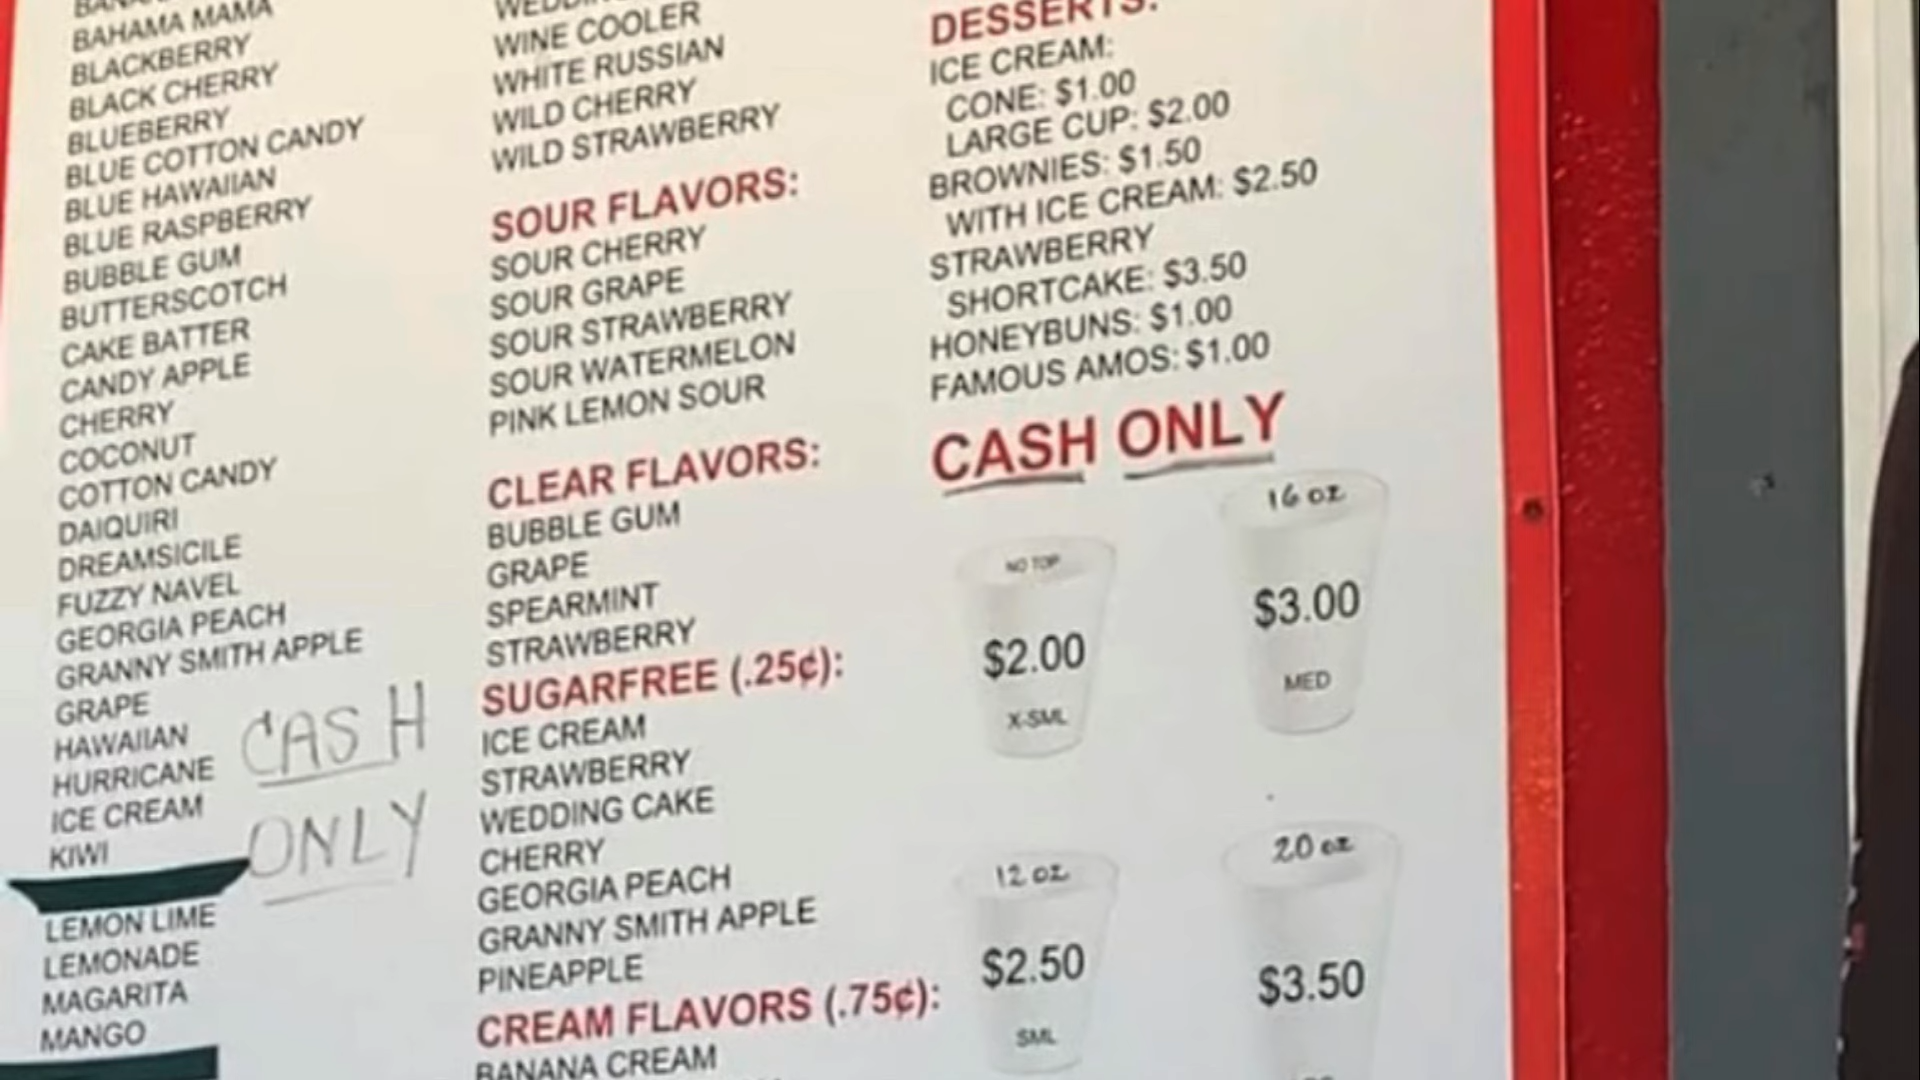 BAHAMA MAMA
BLACKBERRY
BLACK CHERRY
BLUEBERRY
BLUE COTTON CANDY
BLUE HAWAIIAN
BLUE RASPBERRY
BUBBLE GUM
BUTTERSCOTCH
CAKE BATTER
CANDY APPLE
CHERRY
COCONUT
COTTON CANDY
DAIQUIRI
DREAMSICILE
FUZZY NAVEL
GEORGIA PEACH
GRANNY SMITH APPLE
GRAPE
HAWAIIAN
HURRICANE
ICE CREAM
KIWI
LEMON LIME
LEMONADE
MAGARITA
MANGO
CASH
ONLY
WINE COOLER
WHITE RUSSIAN
WILD CHERRY
WILD STRAWBERRY
SOUR FLAVORS:
SOUR CHERRY
SOUR GRAPE
SOUR STRAWBERRY
SOUR WATERMELON
PINK LEMON SOUR
CLEAR FLAVORS:
BUBBLE GUM
GRAPE
SPEARMINT
STRAWBERRY
SUGARFREE (.25¢):
ICE CREAM
STRAWBERRY
WEDDING CAKE
CHERRY
GEORGIA PEACH
GRANNY SMITH APPLE
PINEAPPLE
CREAM FLAVORS (.75¢):
BANANA CREAM
DESSERTS:
ICE CREAM:
CONE: $1.00
LARGE CUP: $2.00
BROWNIES: $1.50
WITH ICE CREAM: $2.50
STRAWBERRY
SHORTCAKE: $3.50
HONEYBUNS: $1.00
FAMOUS AMOS: $1.00
CASH ONLY
NO TOP
$2.00
X-SML
16 oz
$3.00
MED
12 oz
$2.50
SML
20 oz
$3.50